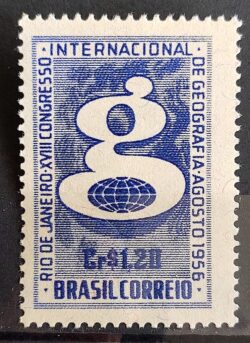 RIO DE JANEIRO · XVIII CONGRESSO
INTERNACIONAL
DE GEOGRAFIA · AGOSTO 1956
g
Cr$1,20
BRASIL CORREIO